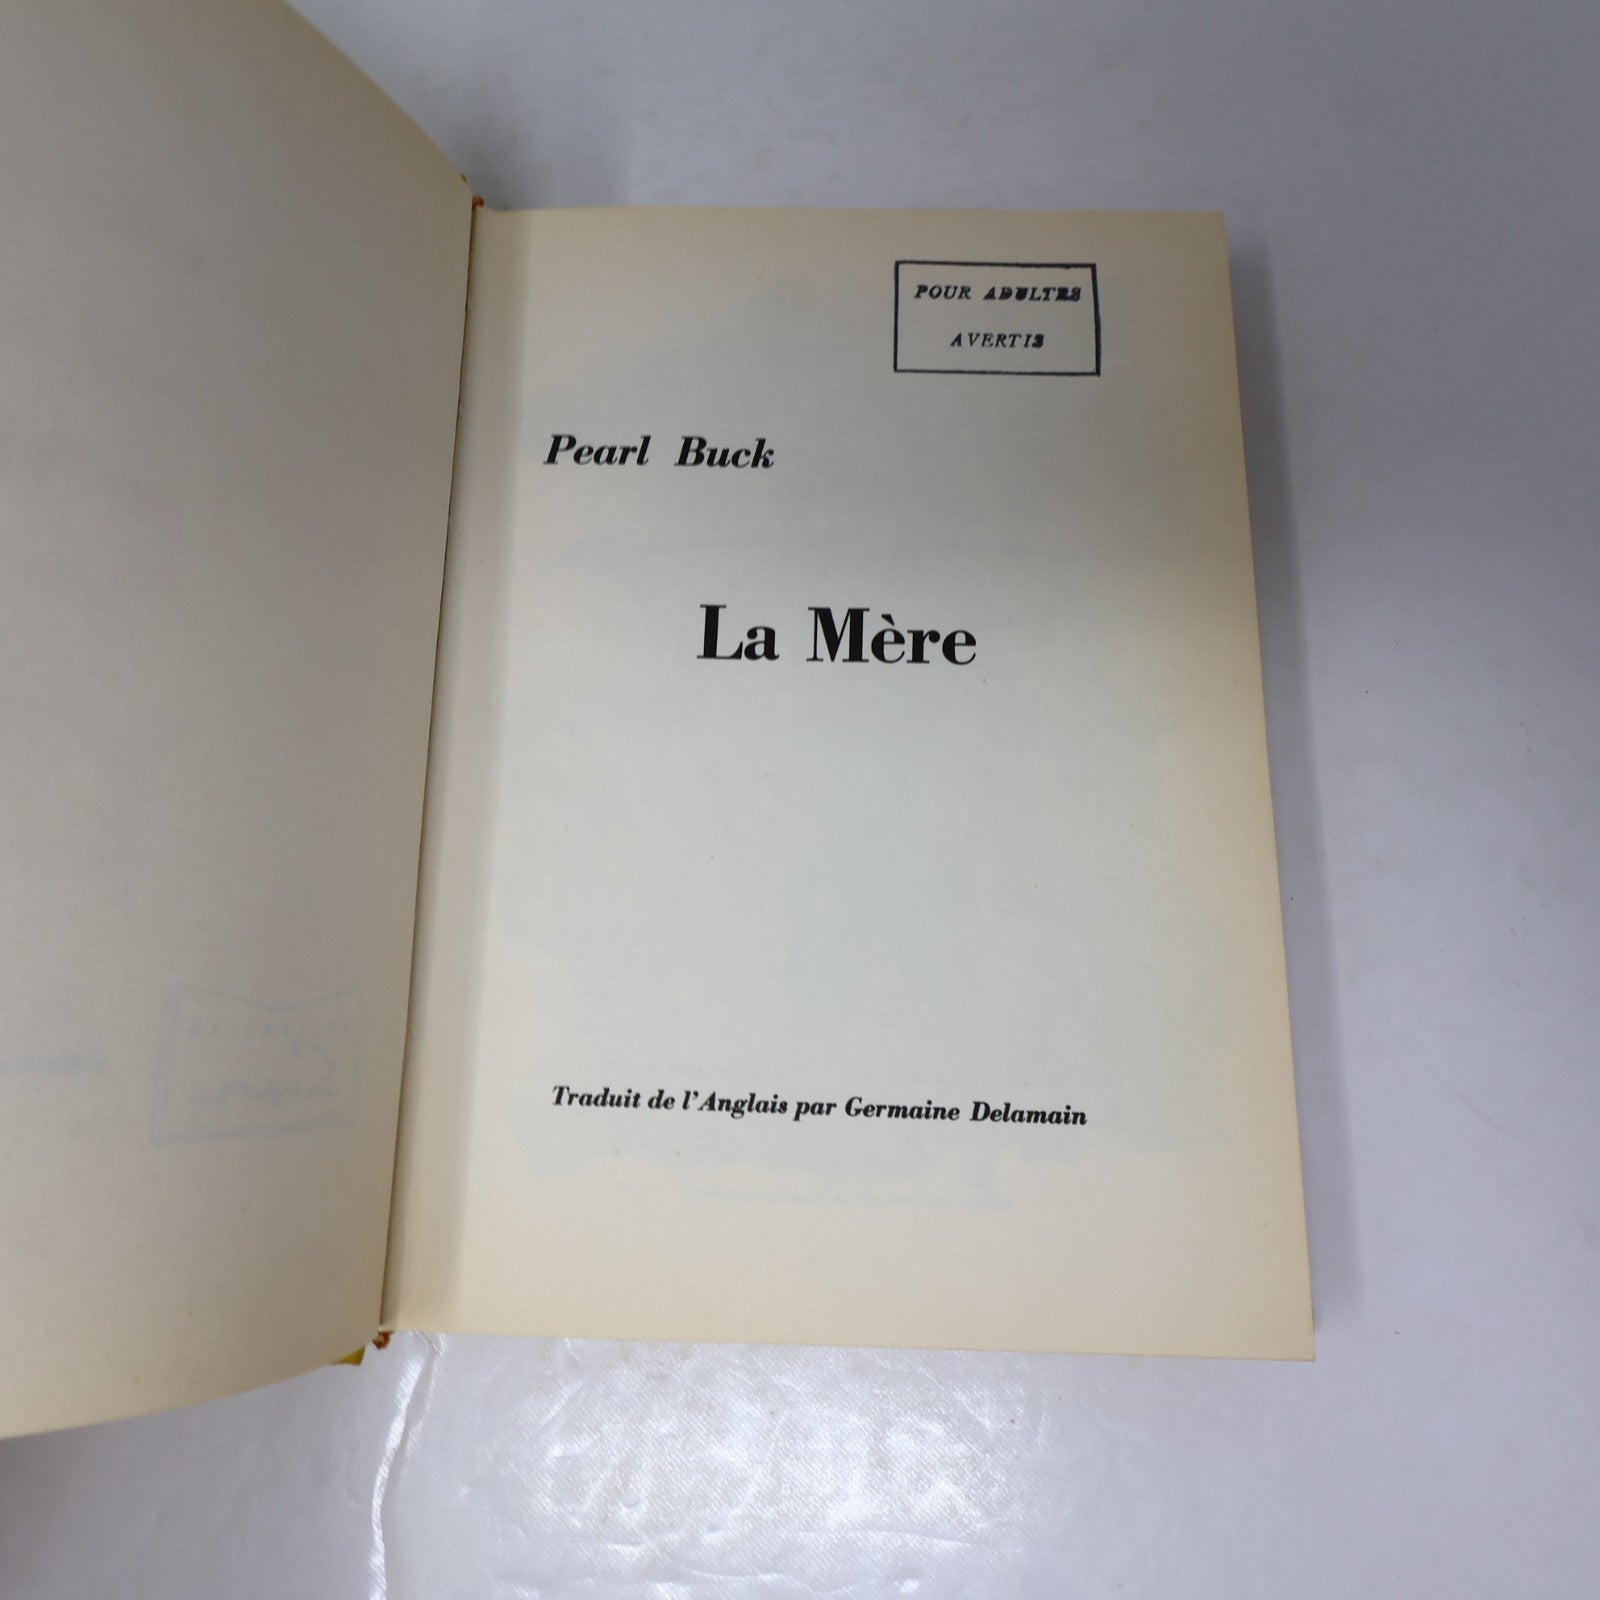 POUR ADULTES
AVERTIS
Pearl Buck
La Mère
Traduit de l'Anglais par Germaine Delamain